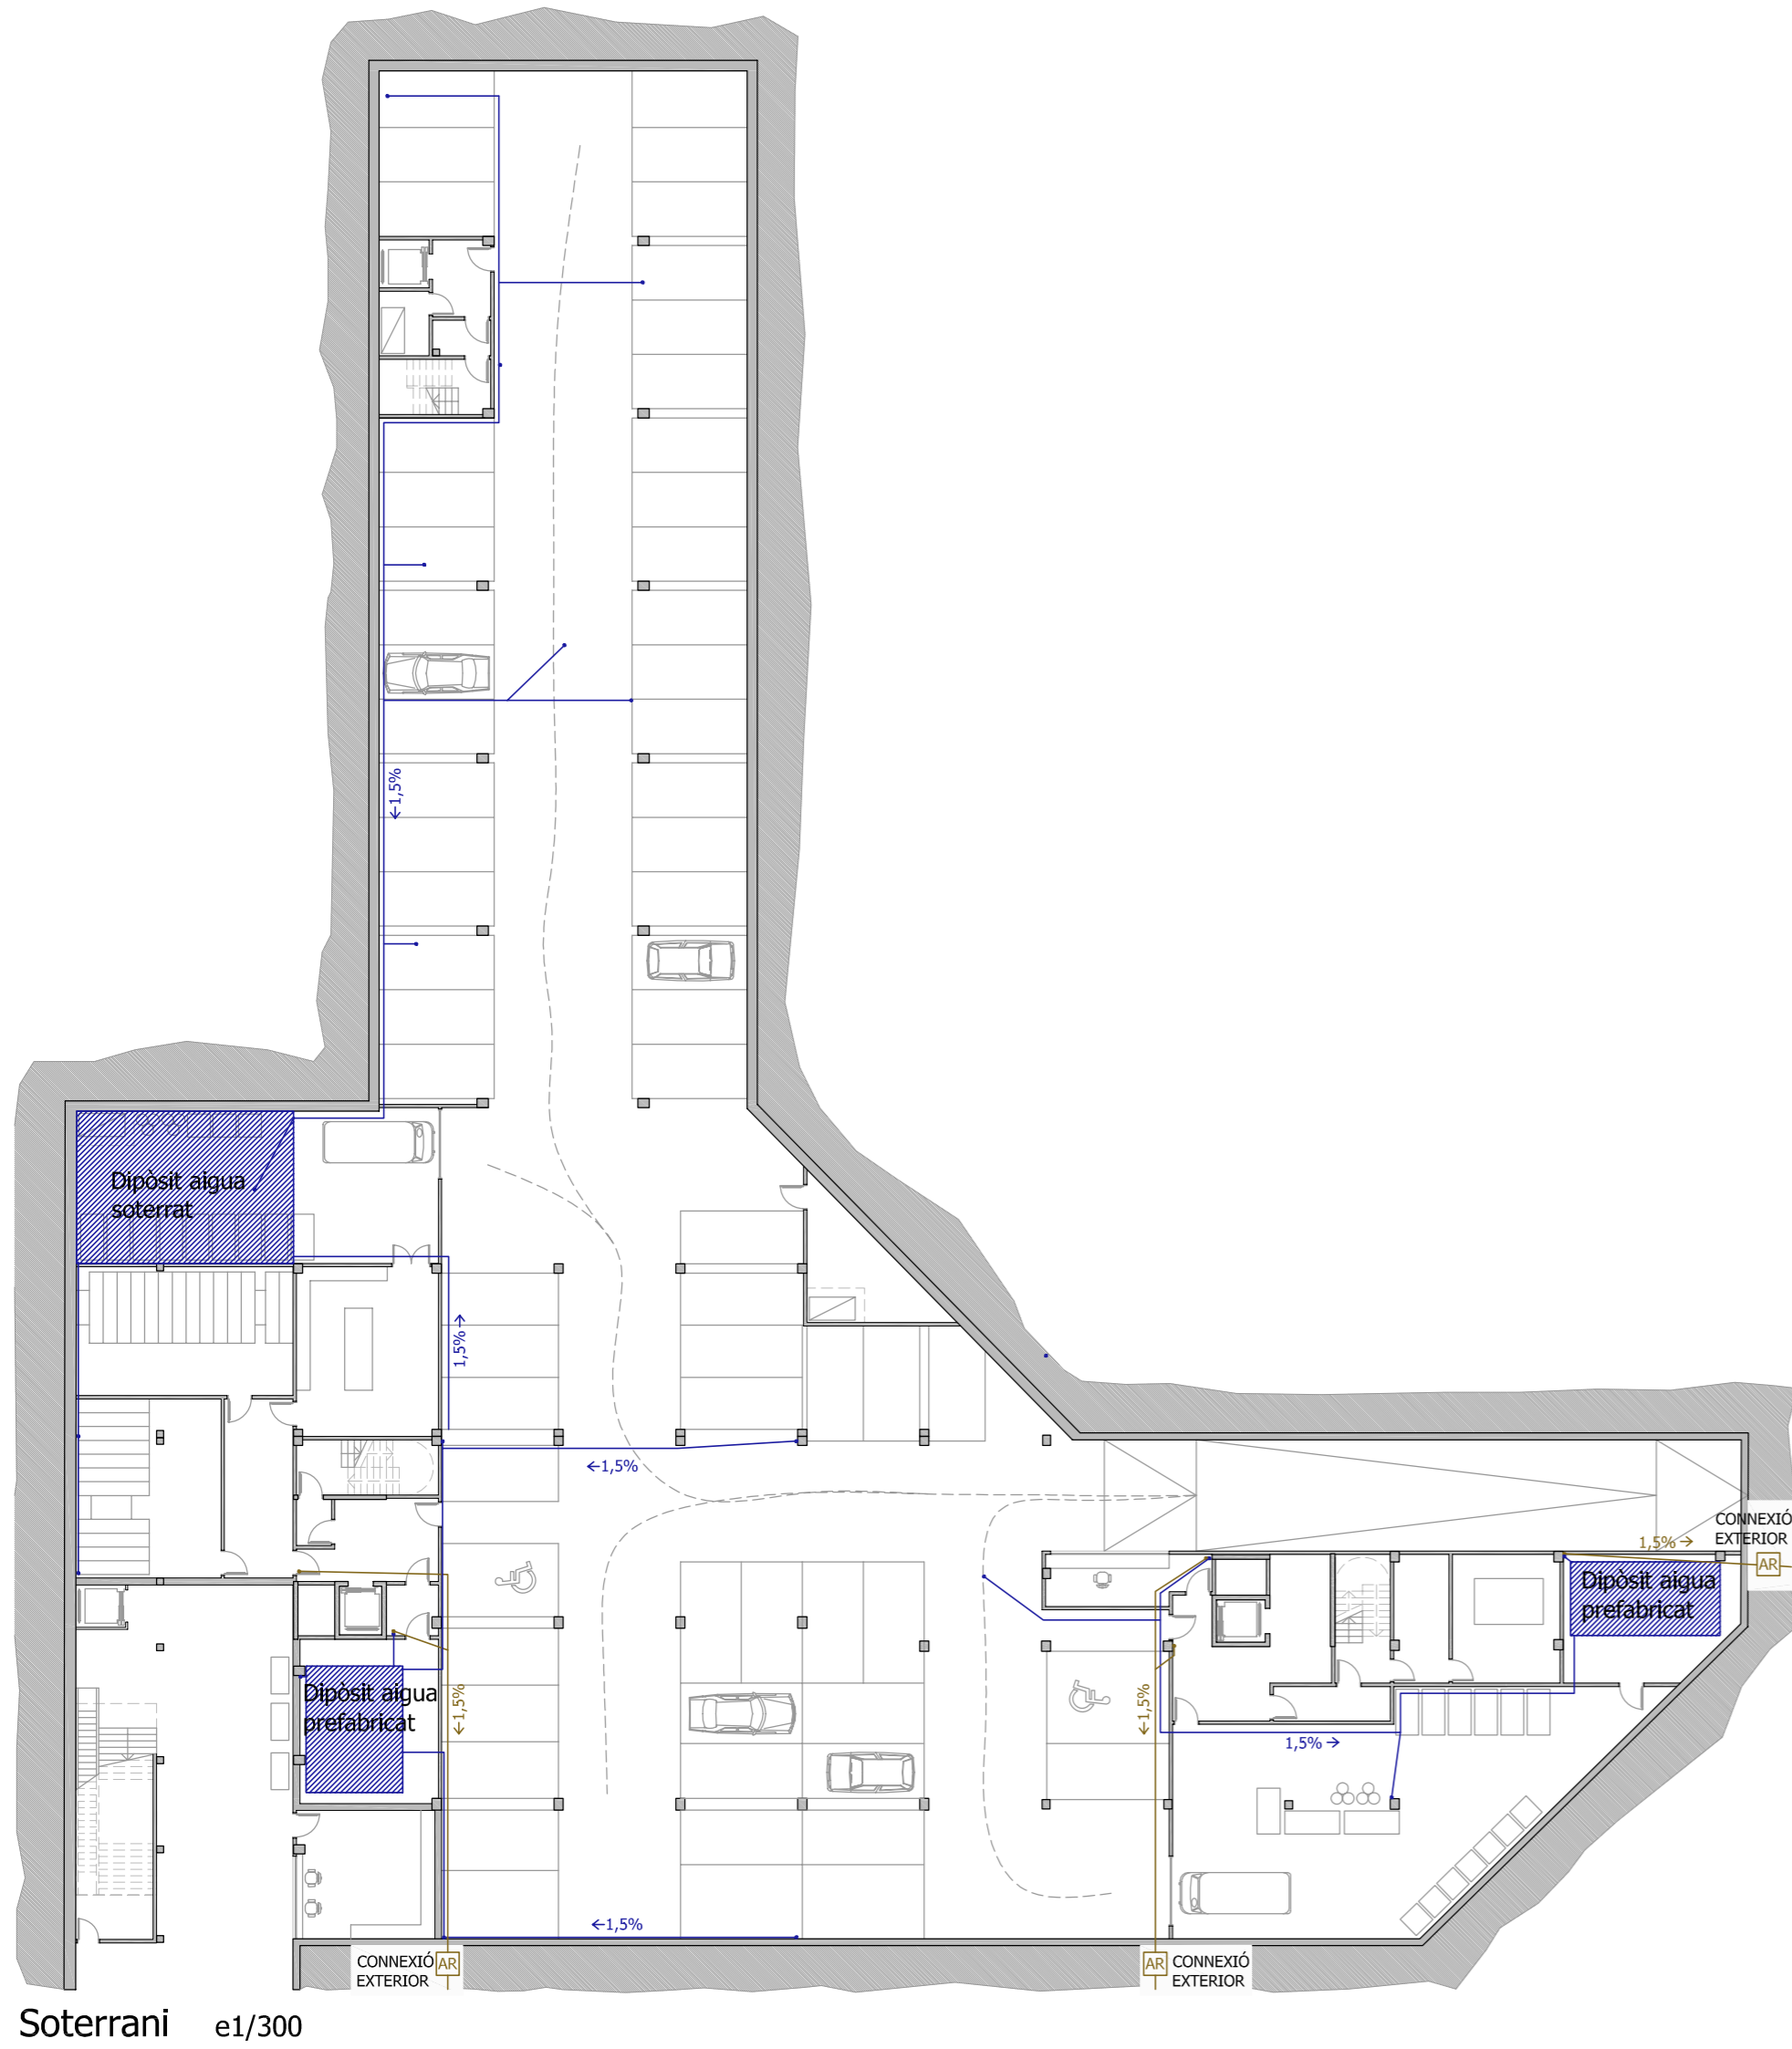 ←1,5%
Dipòsit aigua
soterrat
1,5%→
←1,5%
CONNEXIÓ
EXTERIOR
1,5%→
AR
Dipòsit aigua
prefabricat
Dipòsit aigua
prefabricat
←1,5%
←1,5%
1,5%→
←1,5%
CONNEXIÓ
EXTERIOR
AR
AR
CONNEXIÓ
EXTERIOR
Soterrani e1/300